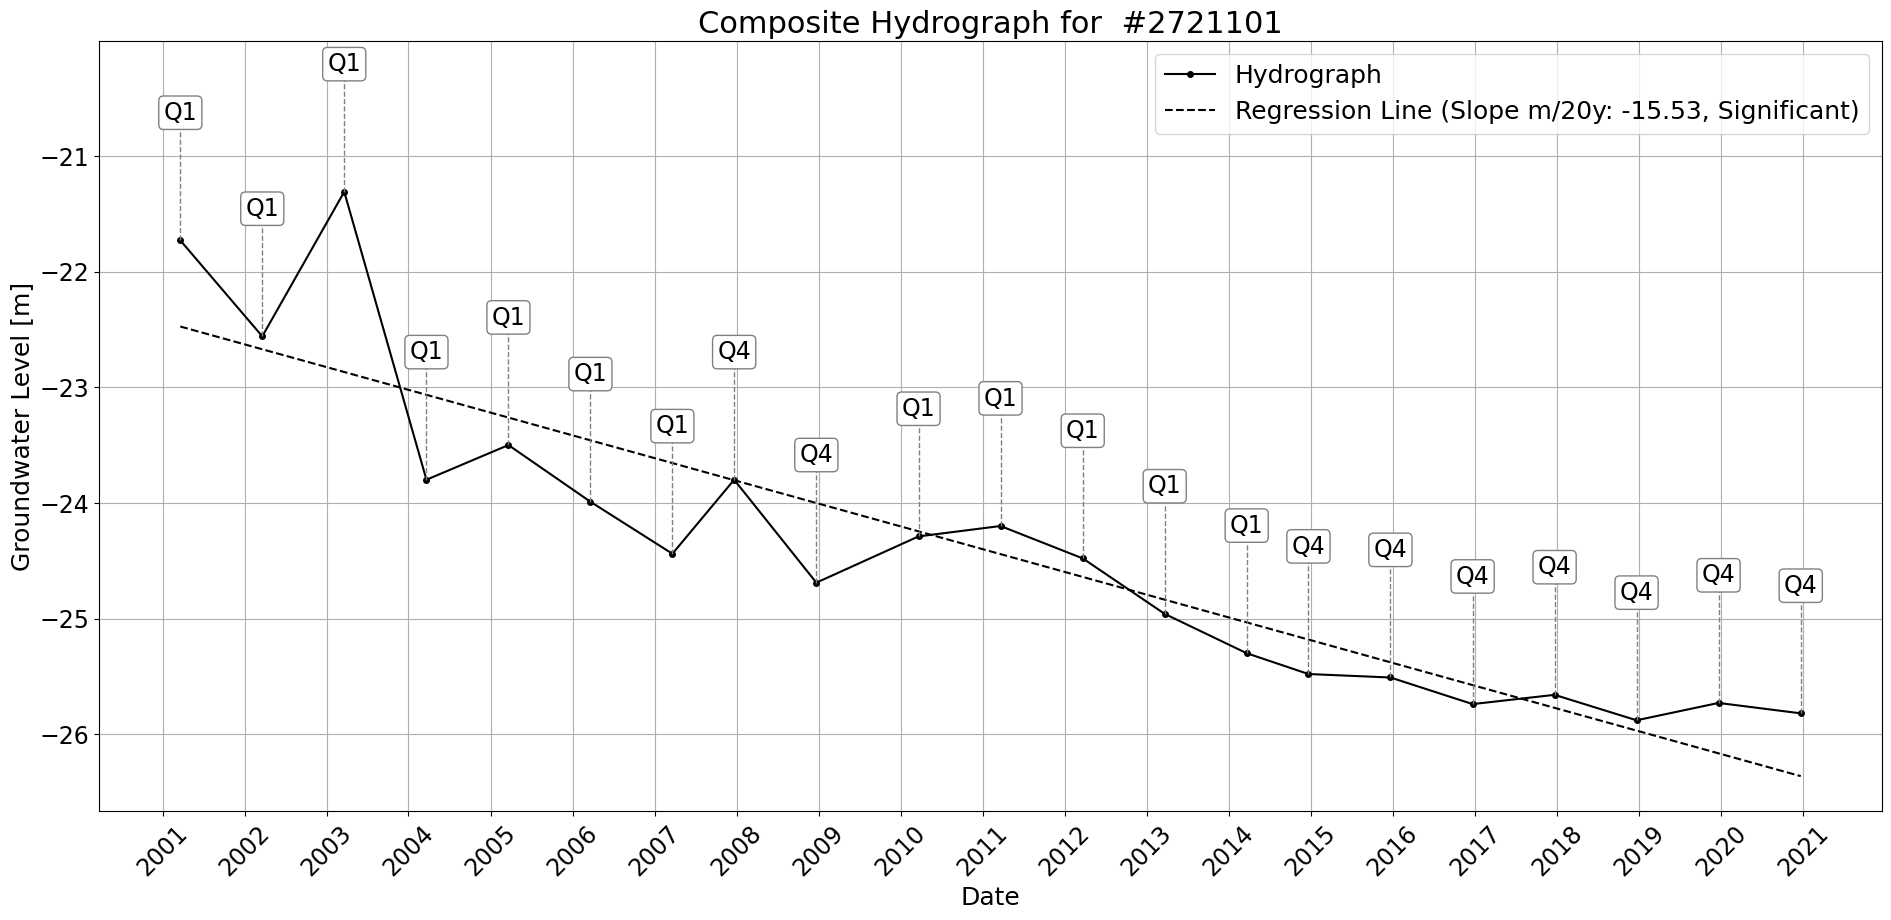 Composite Hydrograph for #2721101
Hydrograph
Regression Line (Slope m/20y: -15.53, Significant)
Groundwater Level [m]
−21
−22
−23
−24
−25
−26
Q1
Q1
Q1
Q1
Q1
Q1
Q1
Q4
Q4
Q1
Q1
Q1
Q1
Q1
Q4
Q4
Q4
Q4
Q4
Q4
Q4
2001
2002
2003
2004
2005
2006
2007
2008
2009
2010
2011
2012
2013
2014
2015
2016
2017
2018
2019
2020
2021
Date